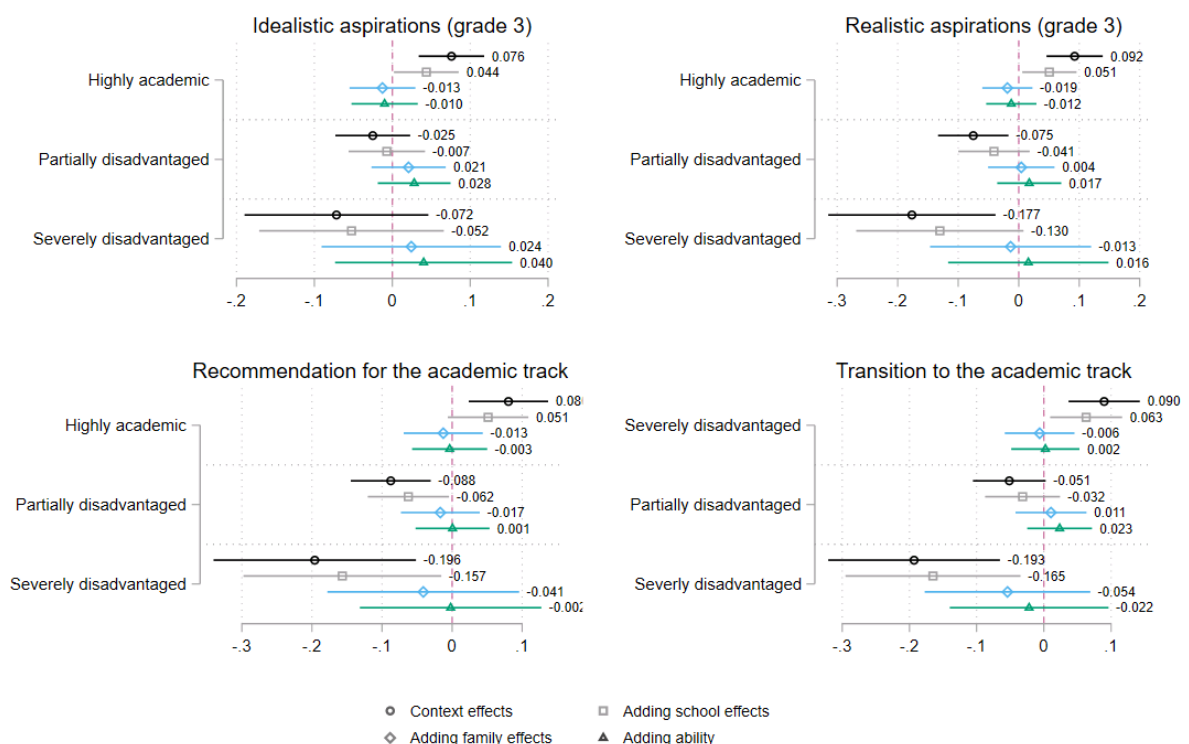 Idealistic aspirations (grade 3)
Highly academic
0.076
0.044
-0.013
-0.010
Partially disadvantaged
-0.025
-0.007
0.021
0.028
Severely disadvantaged
-0.072
-0.052
0.024
0.040
-.2 -.1 0 .1 .2
Realistic aspirations (grade 3)
Highly academic
0.092
0.051
-0.019
-0.012
Partially disadvantaged
-0.075
-0.041
0.004
0.017
Severely disadvantaged
-0.177
-0.130
-0.013
0.016
-.3 -.2 -.1 0 .1 .2
Recommendation for the academic track
Highly academic
0.051
-0.013
-0.003
Partially disadvantaged
-0.088
-0.062
-0.017
0.001
Severely disadvantaged
-0.196
-0.157
-0.041
-0.002
-.3 -.2 -.1 0 .1
Transition to the academic track
Severely disadvantaged
0.090
0.063
-0.006
0.002
Partially disadvantaged
-0.051
-0.032
0.011
0.023
Severly disadvantaged
-0.193
-0.165
-0.054
-0.022
-.3 -.2 -.1 0 .1
Context effects
Adding school effects
Adding family effects
Adding ability